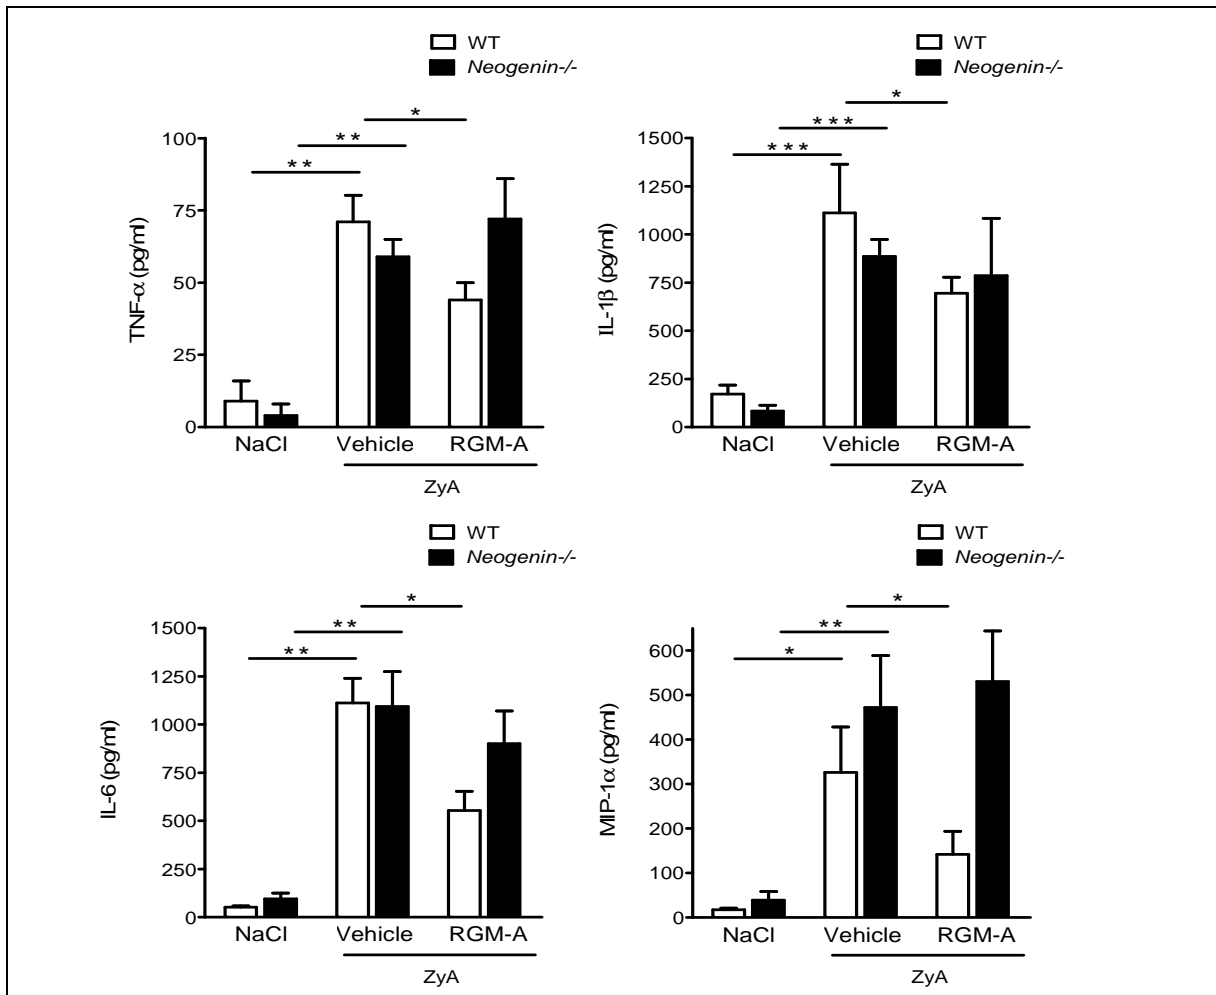 WT
Neogenin-/-
*
**
**
100
75
50
25
0
TNF-α (pg/ml)
NaCl
Vehicle
RGM-A
ZyA
WT
Neogenin-/-
*
***
***
1500
1250
1000
750
500
250
0
IL-1β (pg/ml)
NaCl
Vehicle
RGM-A
ZyA
WT
Neogenin-/-
*
**
**
1500
1250
1000
750
500
250
0
IL-6 (pg/ml)
NaCl
Vehicle
RGM-A
ZyA
WT
Neogenin-/-
*
**
*
600
500
400
300
200
100
0
MIP-1α (pg/ml)
NaCl
Vehicle
RGM-A
ZyA